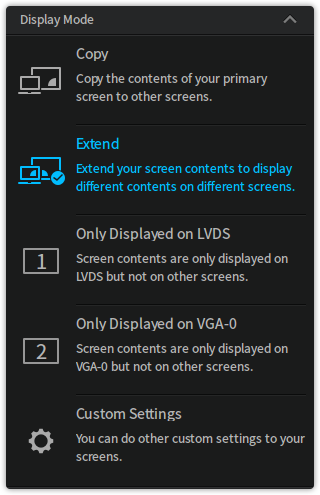 Display Mode
Copy
Copy the contents of your primary
screen to other screens.
Extend
Extend your screen contents to display
different contents on different screens.
Only Displayed on LVDS
1
Screen contents are only displayed on
LVDS but not on other screens.
Only Displayed on VGA-0
2
Screen contents are only displayed on
VGA-0 but not on other screens.
Custom Settings
You can do other custom settings to your
screens.